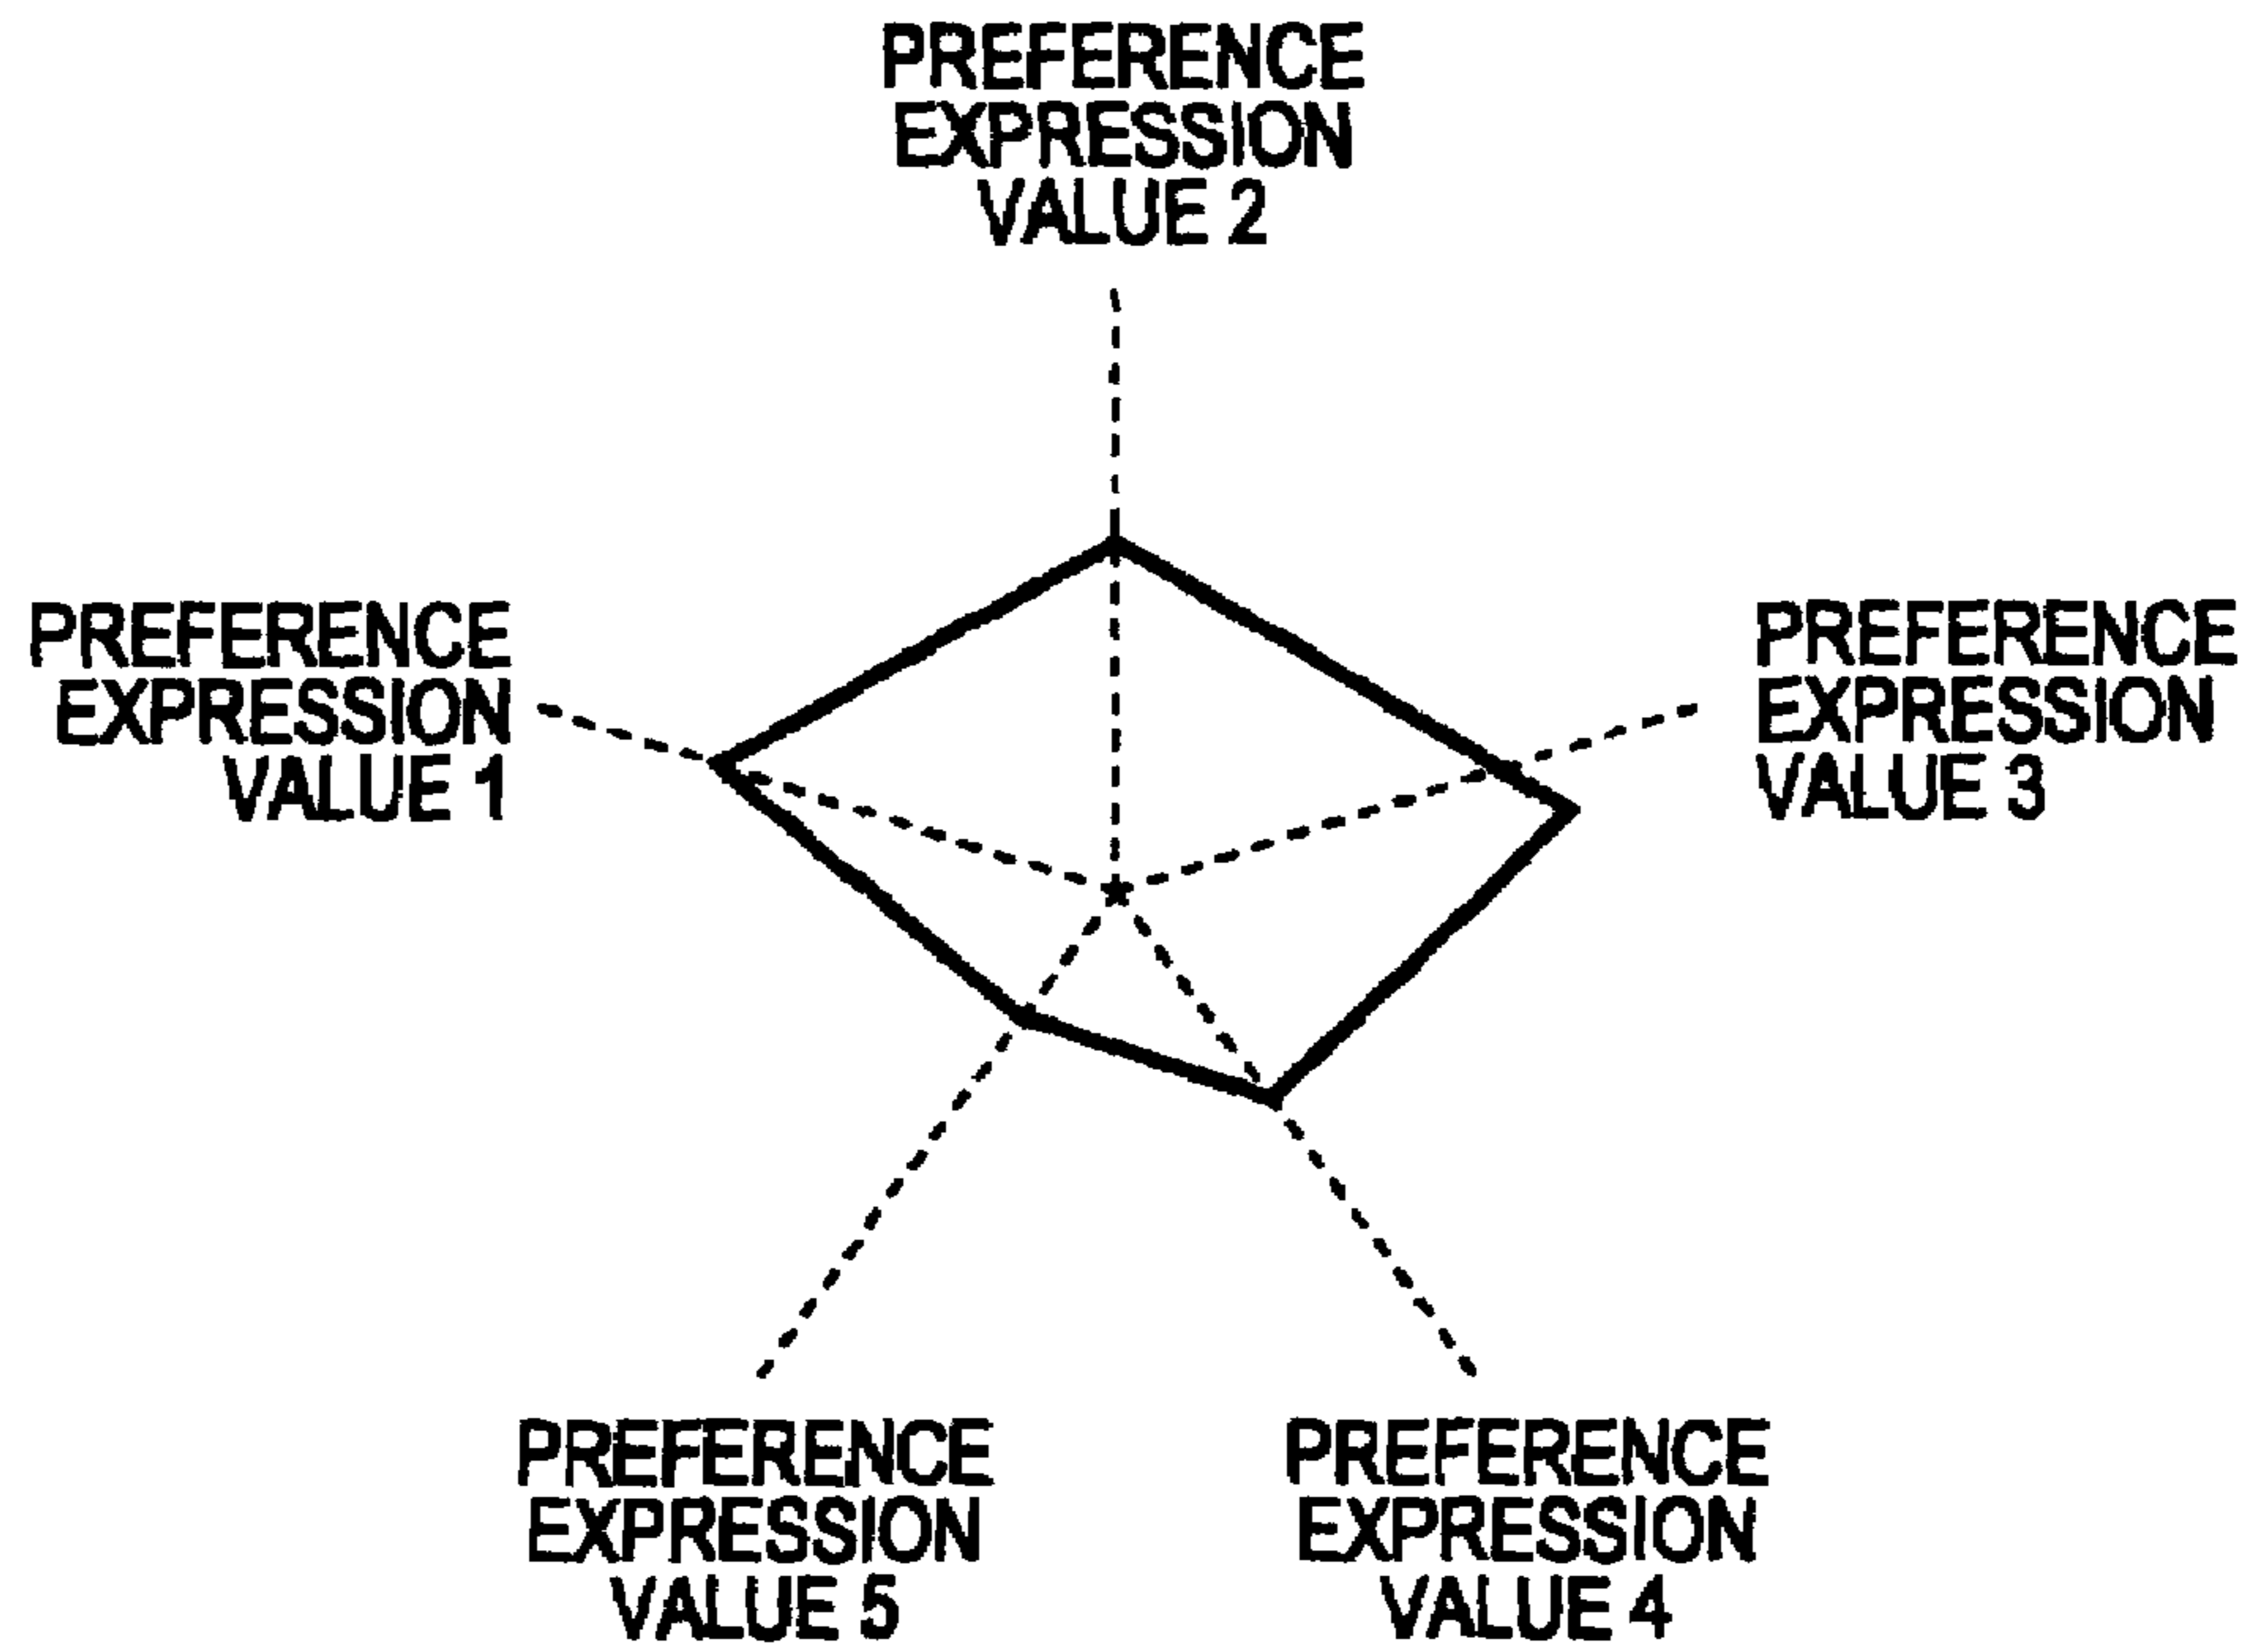 PREFERENCE
EXPRESSION
VALUE 2
PREFERENCE
EXPRESSION
VALUE 1
PREFERENCE
EXPRESSION
VALUE 3
PREFERENCE
EXPRESSION
VALUE 5
PREFERENCE
EXPRESSION
VALUE 4